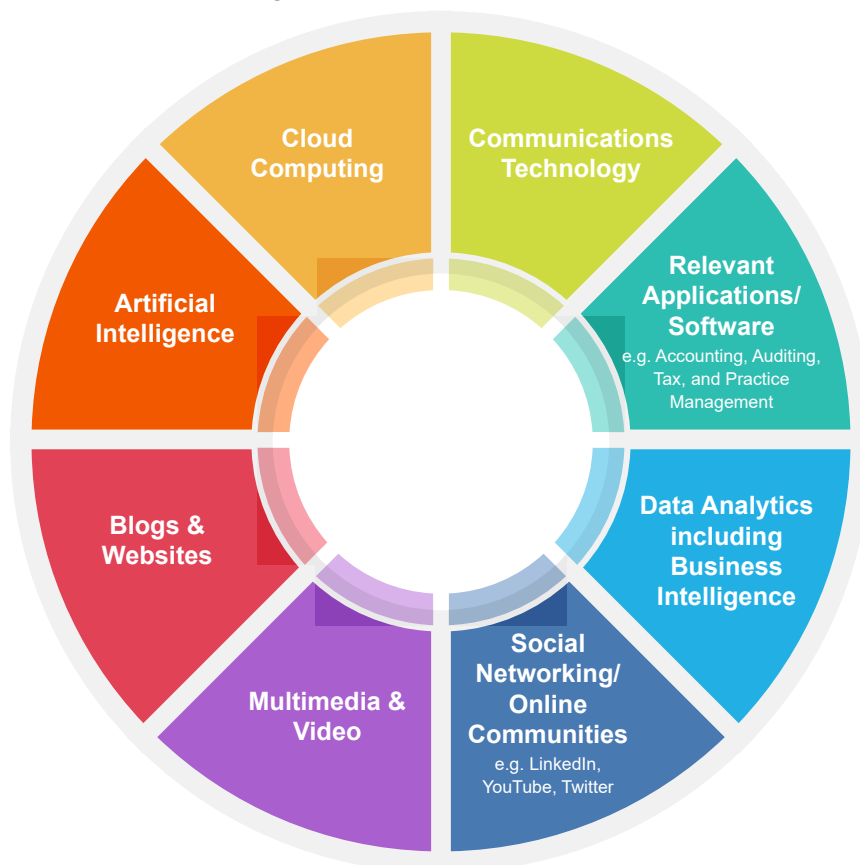 Cloud
Computing
Communications
Technology
Relevant
Applications/
Software
e.g. Accounting, Auditing,
Tax, and Practice
Management
Data Analytics
including
Business
Intelligence
Social
Networking/
Online
Communities
e.g. LinkedIn,
YouTube, Twitter
Multimedia &
Video
Blogs &
Websites
Artificial
Intelligence